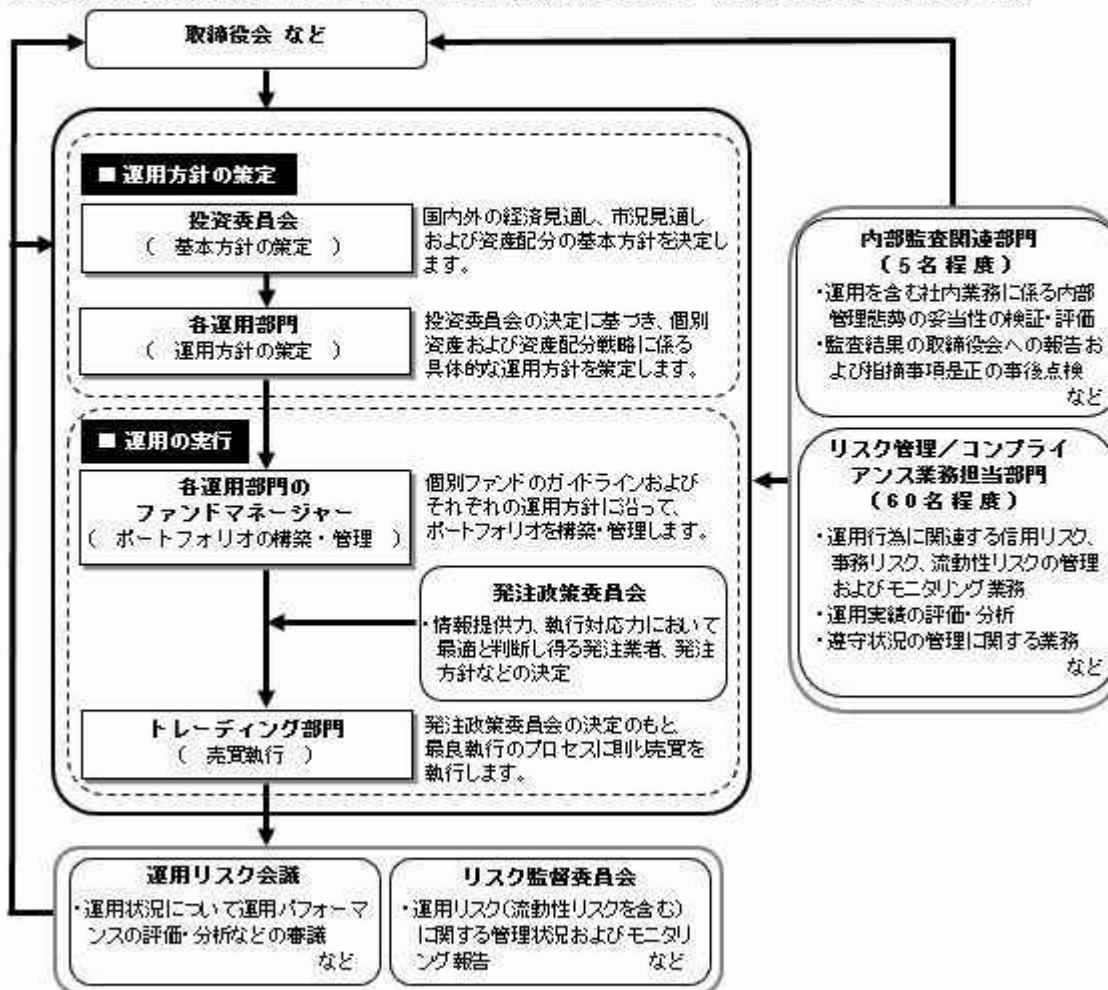 取締役会 など
■ 運用方針の策定
投資委員会
( 基本方針の策定 )
国内外の経済見通し、市況見通し
および資産配分の基本方針を決定し
ます。
各運用部門
( 運用方針の策定 )
投資委員会の決定に基づき、個別
資産および資産配分戦略に係る
具体的な運用方針を策定します。
■ 運用の実行
各運用部門の
ファンドマネージャー
( ポートフォリオの構築・管理 )
個別ファンドのガイドラインおよび
それぞれの運用方針に沿って、
ポートフォリオを構築・管理します。
発注政策委員会
・情報提供力、執行対応力において
最適と判断し得る発注業者、発注
方針などの決定
トレーディング部門
( 売買執行 )
発注政策委員会の決定のもと、
最良執行のプロセスに則り売買を
執行します。
内部監査関連部門
(5名程度)
・運用を含む社内業務に係る内部
管理態勢の妥当性の検証・評価
・監査結果の取締役会への報告お
よび指摘事項是正の事後点検
など
リスク管理/コンプライ
アンス業務担当部門
(60名程度)
・運用行為に関連する信用リスク、
事務リスク、流動性リスクの管理
およびモニタリング業務
・運用実績の評価・分析
・遵守状況の管理に関する業務
など
運用リスク会議
・運用状況について運用パフォーマ
ンスの評価・分析などの審議
など
リスク監督委員会
・運用リスク(流動性リスクを含む)
に関する管理状況およびモニタリ
ング報告 など